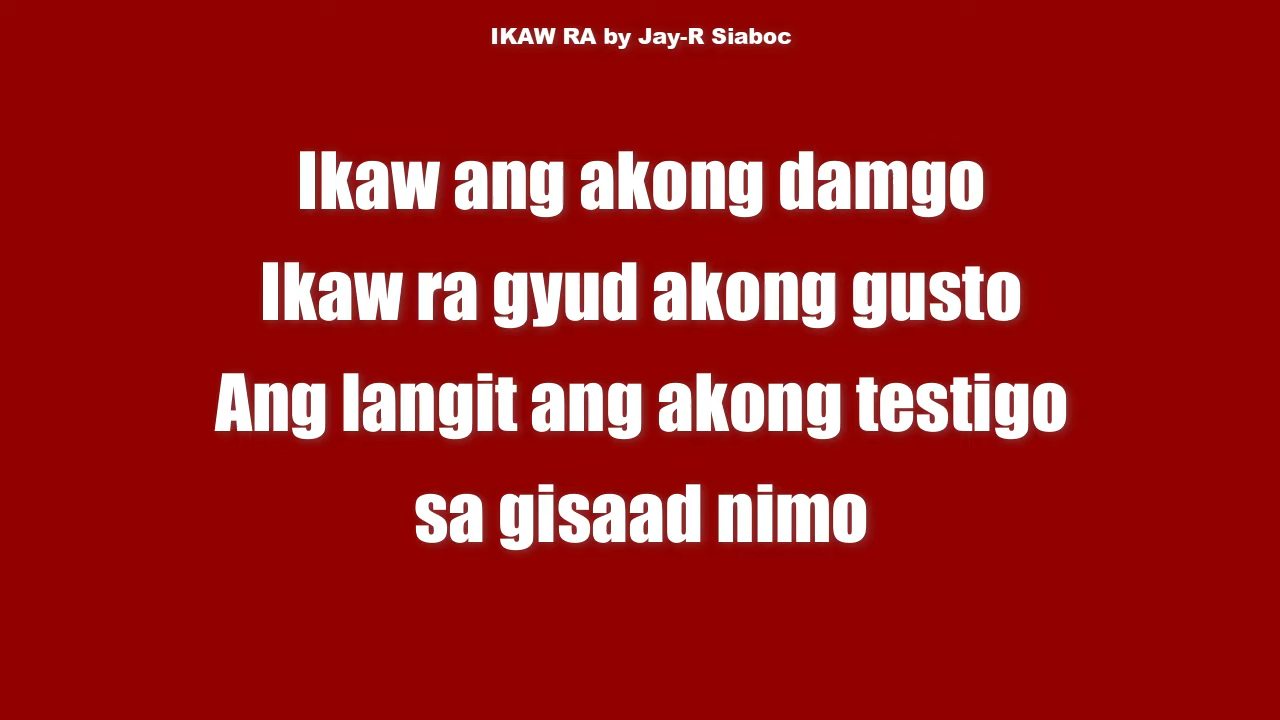 IKAW RA by Jay-R Siaboc
Ikaw ang akong damgo
Ikaw ra gyud akong gusto
Ang langit ang akong testigo
sa gisaad nimo